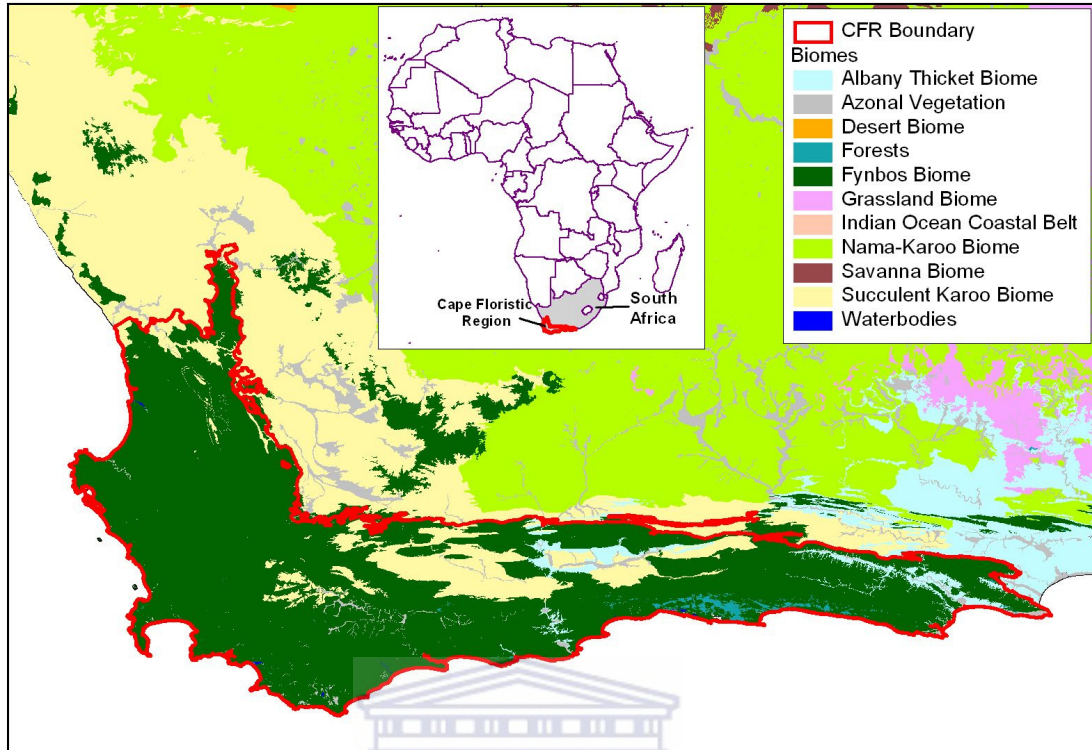 CFR Boundary
Biomes
Albany Thicket Biome
Azonal Vegetation
Desert Biome
Forests
Fynbos Biome
Grassland Biome
Indian Ocean Coastal Belt
Nama-Karoo Biome
Savanna Biome
Succulent Karoo Biome
Waterbodies
Cape Floristic
Region
South
Africa